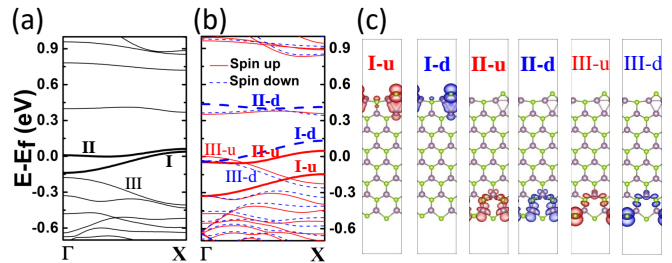 (a)
(b)
(c)
E-Ef (eV)
0.9
0.6
0.3
0.0
-0.3
-0.6
II
I
III
Γ
X
Spin up
Spin down
II-d
I-d
III-u
II-u
III-d
I-u
Γ
X
0.9
0.6
0.3
0.0
-0.3
-0.6
I-u
I-d
II-u
II-d
III-u
III-d